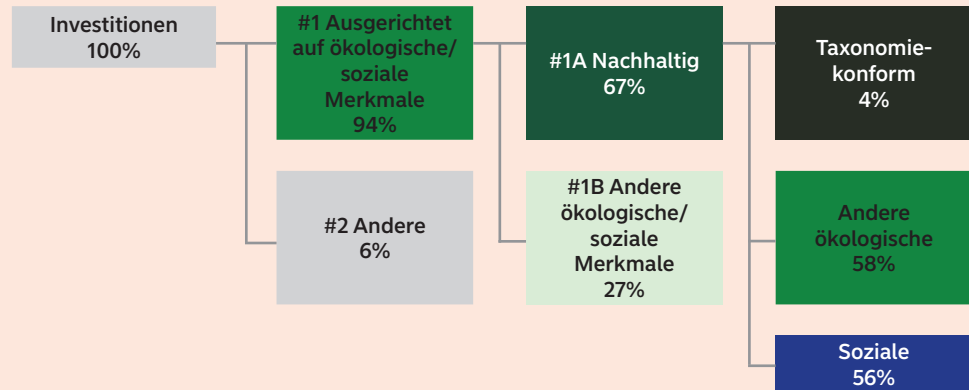 Investitionen
100%
#1 Ausgerichtet
auf ökologische/
soziale
Merkmale
94%
#1A Nachhaltig
67%
Taxonomie-
konform
4%
#2 Andere
6%
#1B Andere
ökologische/
soziale
Merkmale
27%
Andere
ökologische
58%
Soziale
56%